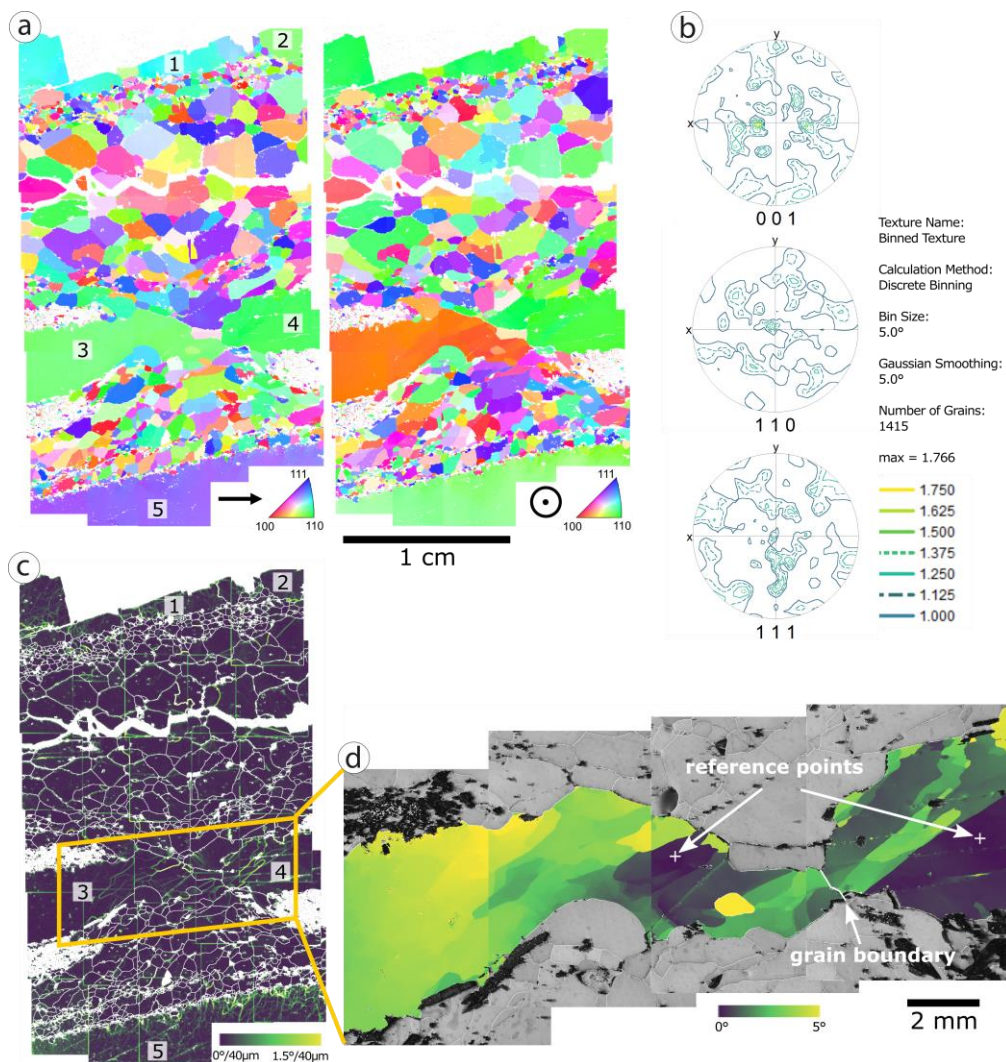 a
1
2
3
4
5
111
100
110
111
100
110
1 cm
b
y
x
0 0 1
y
x
1 1 0
y
x
1 1 1
Texture Name:
Binned Texture
Calculation Method:
Discrete Binning
Bin Size:
5.0°
Gaussian Smoothing:
5.0°
Number of Grains:
1415
max = 1.766
1.750
1.625
1.500
1.375
1.250
1.125
1.000
c
1
2
3
4
5
0°/40µm
1.5°/40µm
d
reference points
grain boundary
0°
5°
2 mm